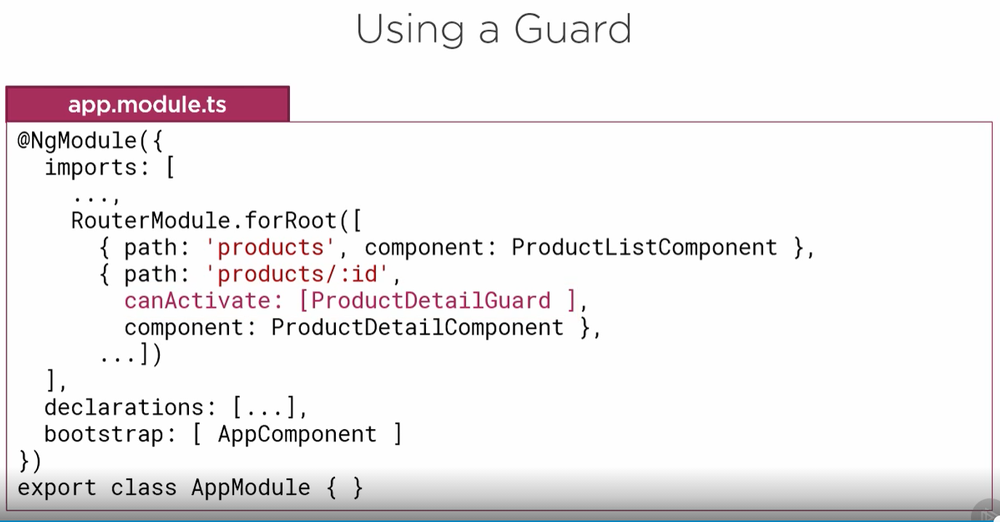 Using a Guard
app.module.ts
@NgModule({
  imports: [
    ...,
    RouterModule.forRoot([
      { path: 'products', component: ProductListComponent },
      { path: 'products/:id',
        canActivate: [ProductDetailGuard ],
        component: ProductDetailComponent },
      ...])
  ],
  declarations: [...],
  bootstrap: [ AppComponent ]
})
export class AppModule { }